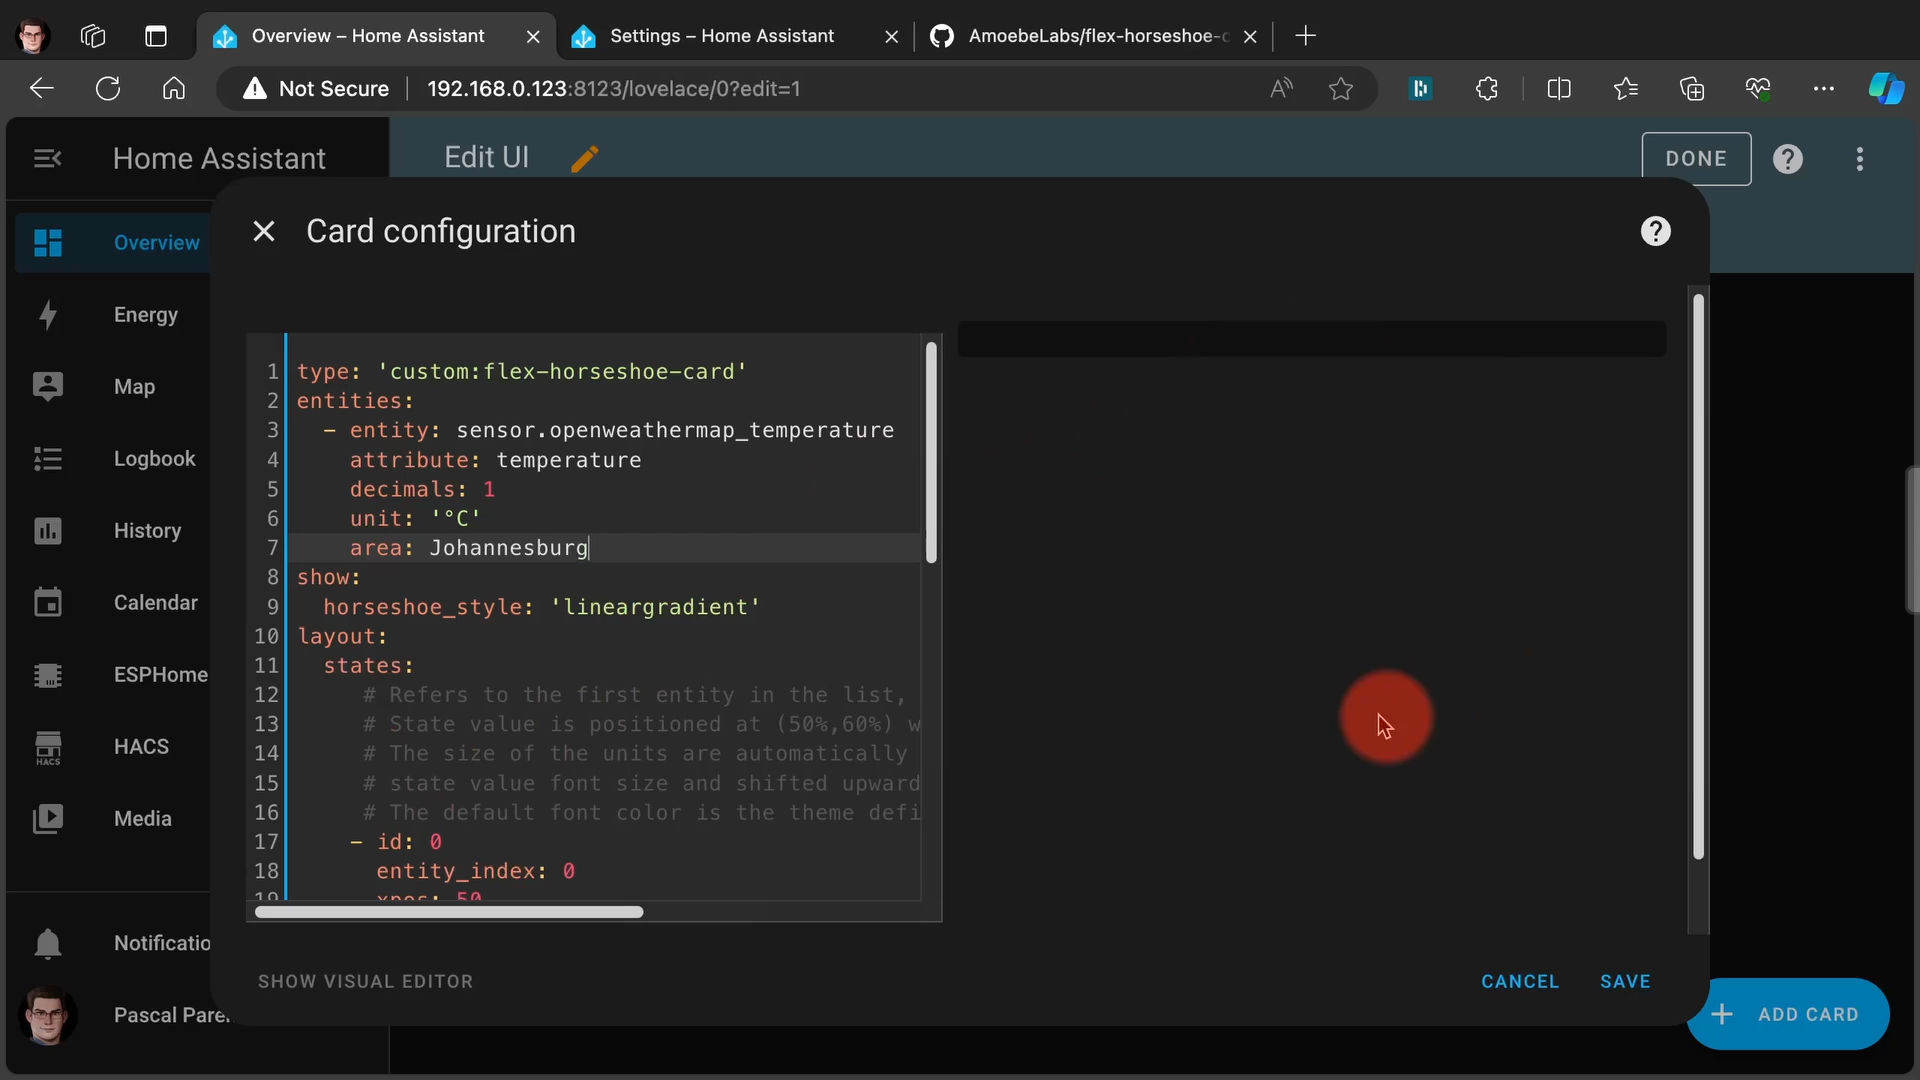 Overview – Home Assistant
Settings – Home Assistant
AmoebeLabs/flex-horseshoe-c
Not Secure
192.168.0.123:8123/lovelace/0?edit=1
Home Assistant
Edit UI
DONE
Card configuration
Overview
Energy
Map
Logbook
History
Calendar
ESPHome
HACS
HACS
Media
Notificatio
Pascal Parer
1 type: 'custom:flex-horseshoe-card'
2 entities:
3 - entity: sensor.openweathermap_temperature
4 attribute: temperature
5 decimals: 1
6 unit: '°C'
7 area: Johannesburg
8 show:
9 horseshoe_style: 'lineargradient'
10 layout:
11 states:
12 # Refers to the first entity in the list,
13 # State value is positioned at (50%,60%) w
14 # The size of the units are automatically
15 # state value font size and shifted upward
16 # The default font color is the theme defi
17 - id: 0
18 entity_index: 0
19 xpos: 50
SHOW VISUAL EDITOR
CANCEL
SAVE
ADD CARD